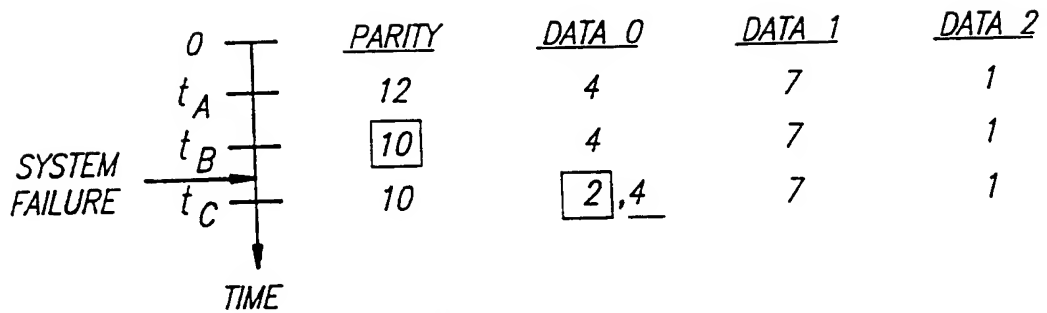 0 PARITY DATA 0 DATA 1 DATA 2
t_A 12 4 7 1
t_B 10 4 7 1
SYSTEM FAILURE
t_C 10 2,4 7 1
TIME